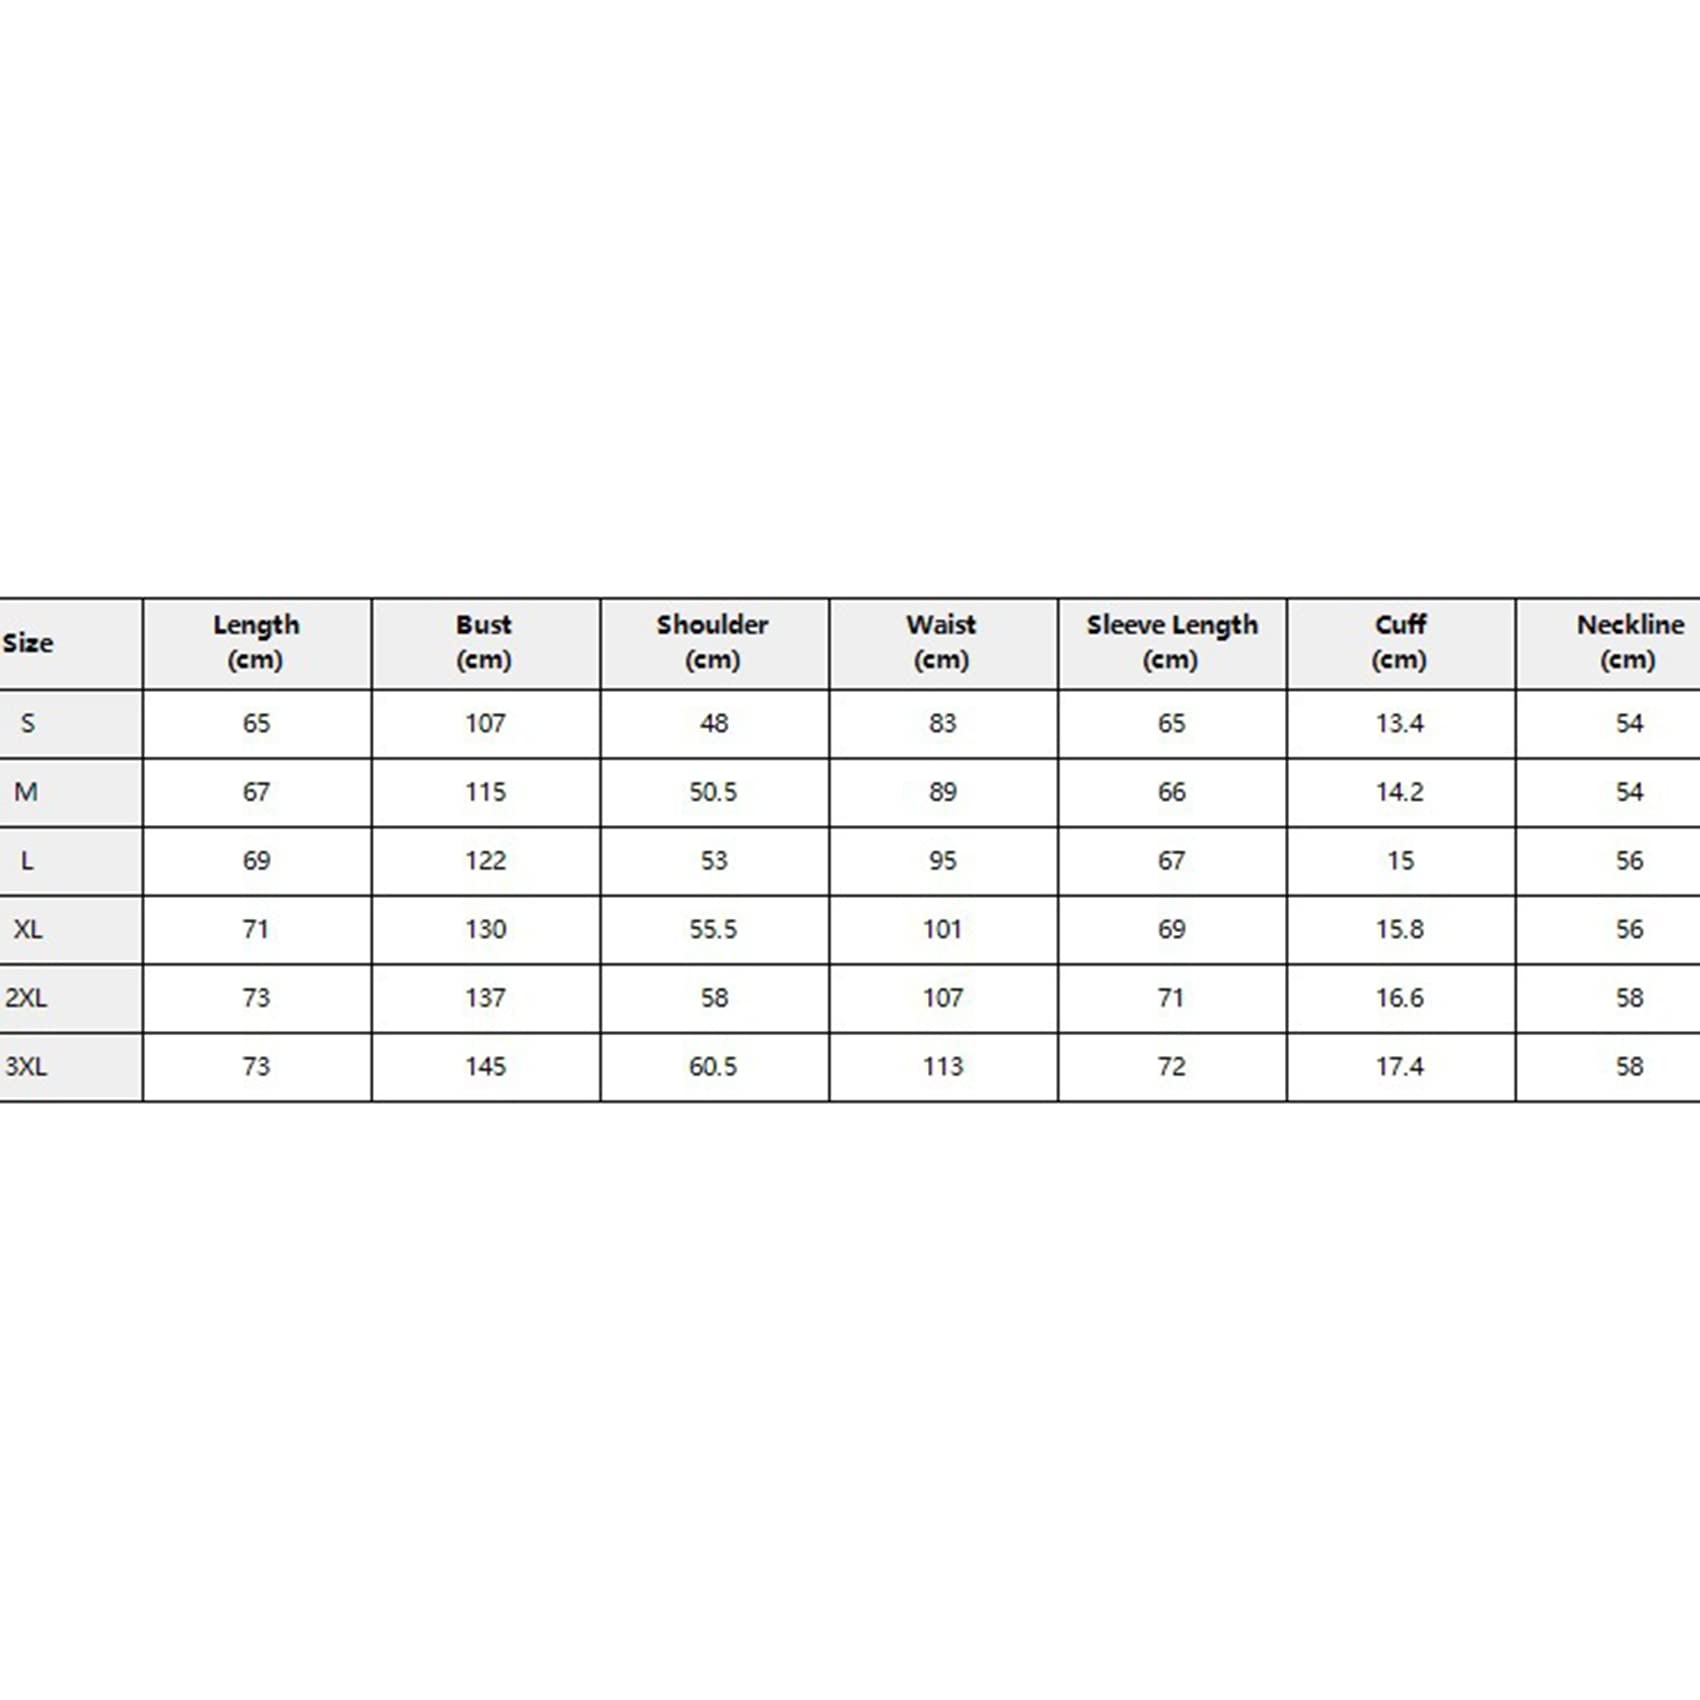 Size Length Bust Shoulder Waist Sleeve Length Cuff Neckline
(cm) (cm) (cm) (cm) (cm) (cm) (cm)
S 65 107 48 83 65 13.4 54
M 67 115 50.5 89 66 14.2 54
L 69 122 53 95 67 15 56
XL 71 130 55.5 101 69 15.8 56
2XL 73 137 58 107 71 16.6 58
3XL 73 145 60.5 113 72 17.4 58